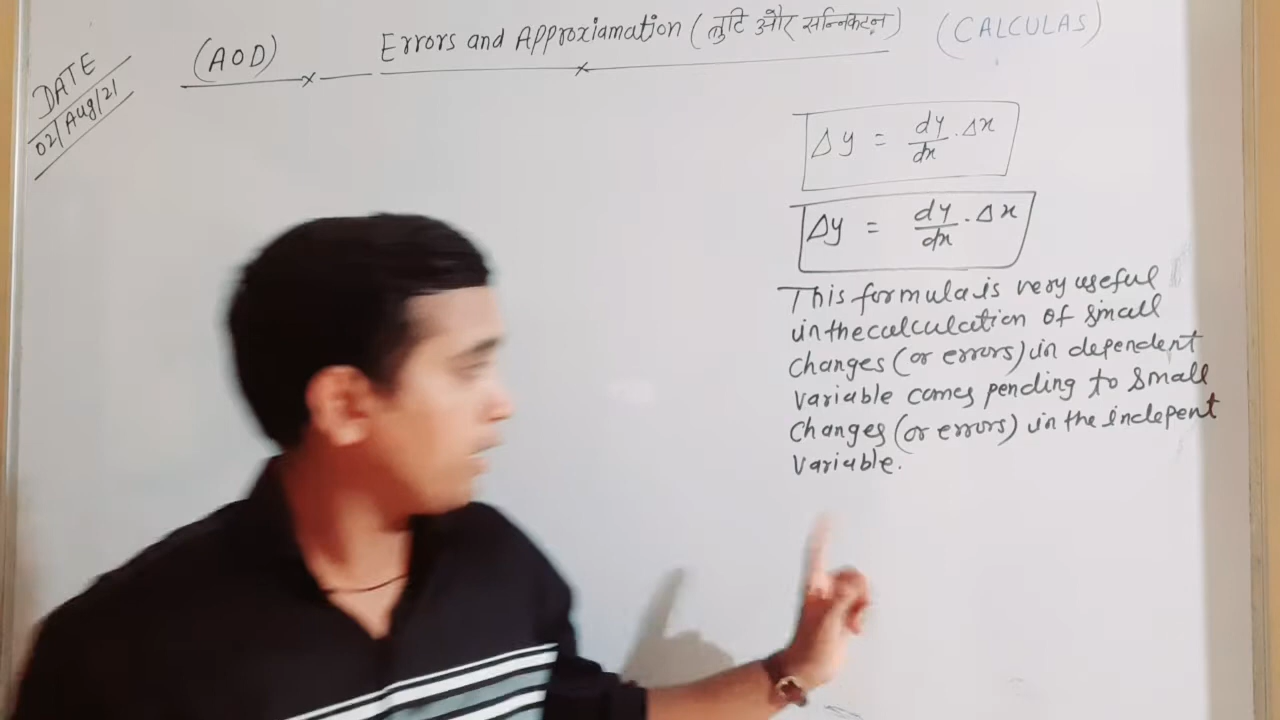 DATE
02/Aug/21
(AOD) Errors and Approxiamation (त्रुटि और सन्निकटन) (CALCULAS)
Δy = dy/dx . Δx
Δy = dy/dx . Δx
This formula is very useful
in the calculation of small
changes (or errors) in dependent
variable comes pending to small
changes (or errors) in the indepent
variable.